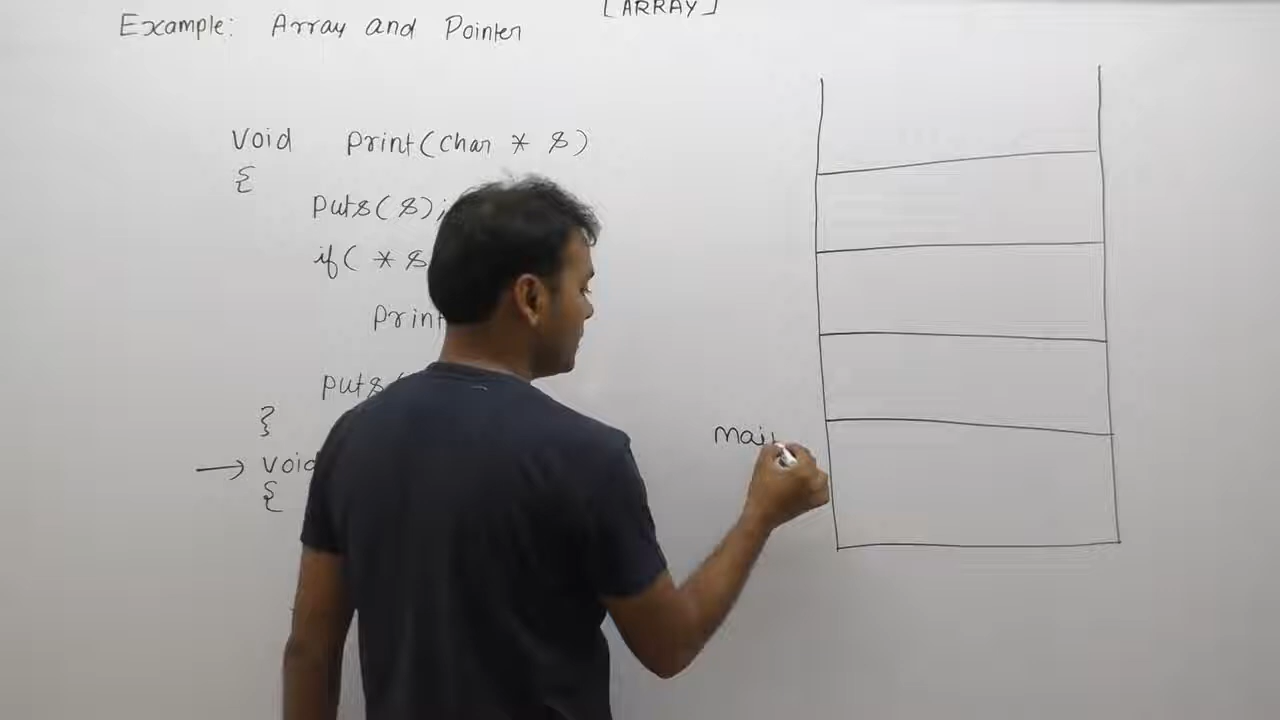 [ARRAY]
Example: Array and Pointer
Void Print(Char * S)
{
Puts(S);
if( * S
Print
Puts
}
→ Void
{
Main